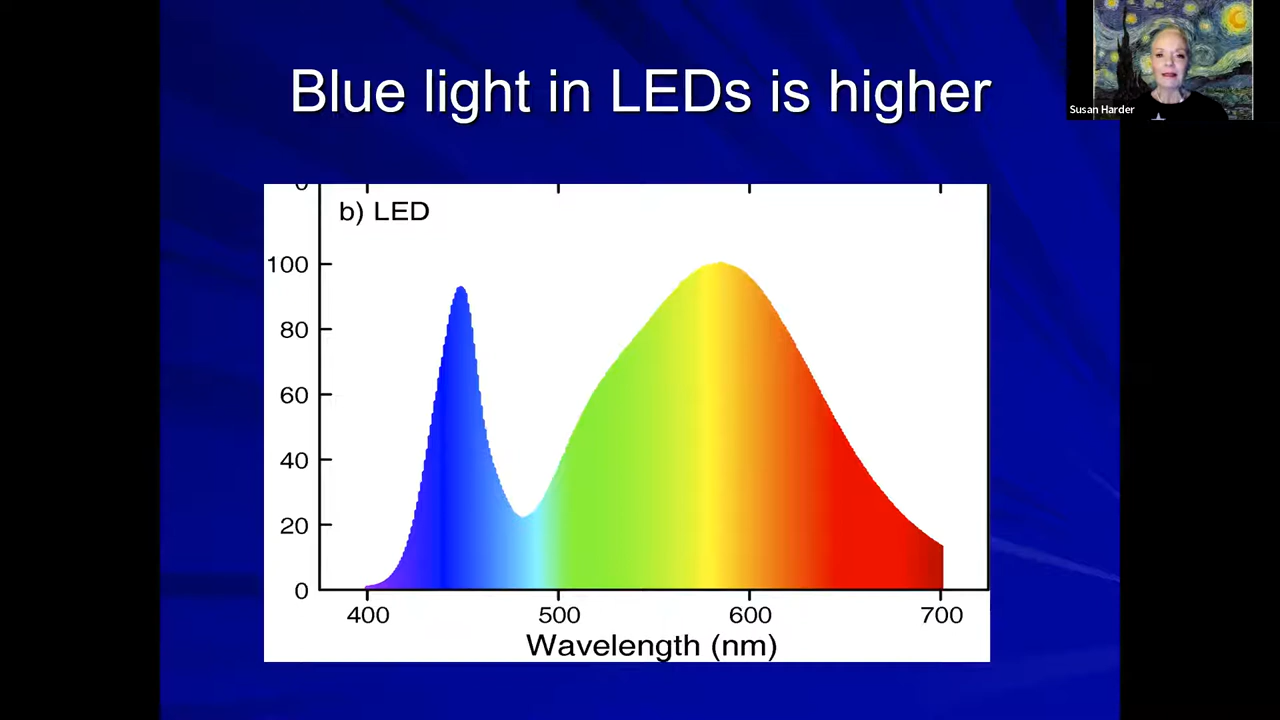 Blue light in LEDs is higher
Susan Harder
0
b) LED
100
80
60
40
20
0
400 500 600 700
Wavelength (nm)